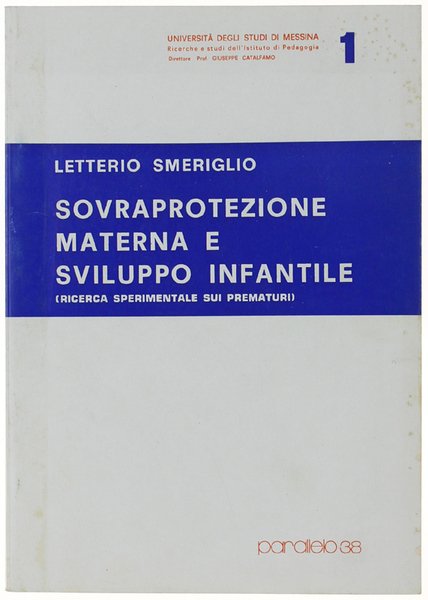 UNIVERSITÀ DEGLI STUDI DI MESSINA
Ricerche e studi dell'Istituto di Pedagogia
Direttore Prof. GIUSEPPE CATALFAMO
1
LETTERIO SMERIGLIO
SOVRAPROTEZIONE
MATERNA E
SVILUPPO INFANTILE
(RICERCA SPERIMENTALE SUI PREMATURI)
parallelo 38